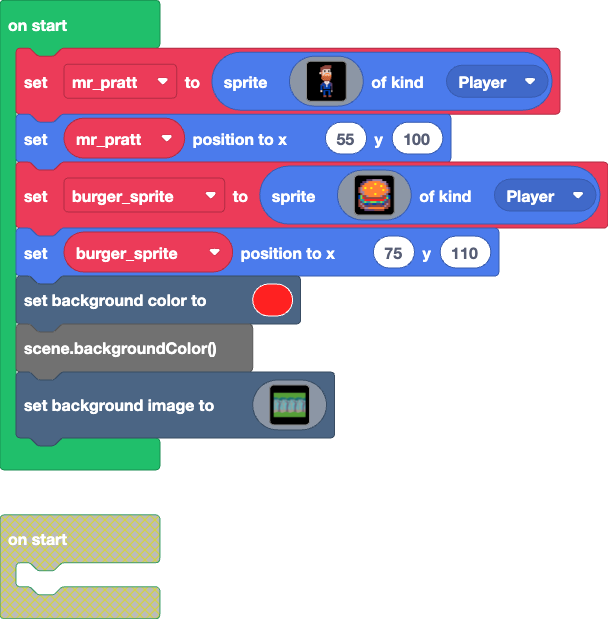 on start
set mr_pratt to sprite of kind Player
set mr_pratt position to x 55 y 100
set burger_sprite to sprite of kind Player
set burger_sprite position to x 75 y 110
set background color to
scene.backgroundColor()
set background image to
on start